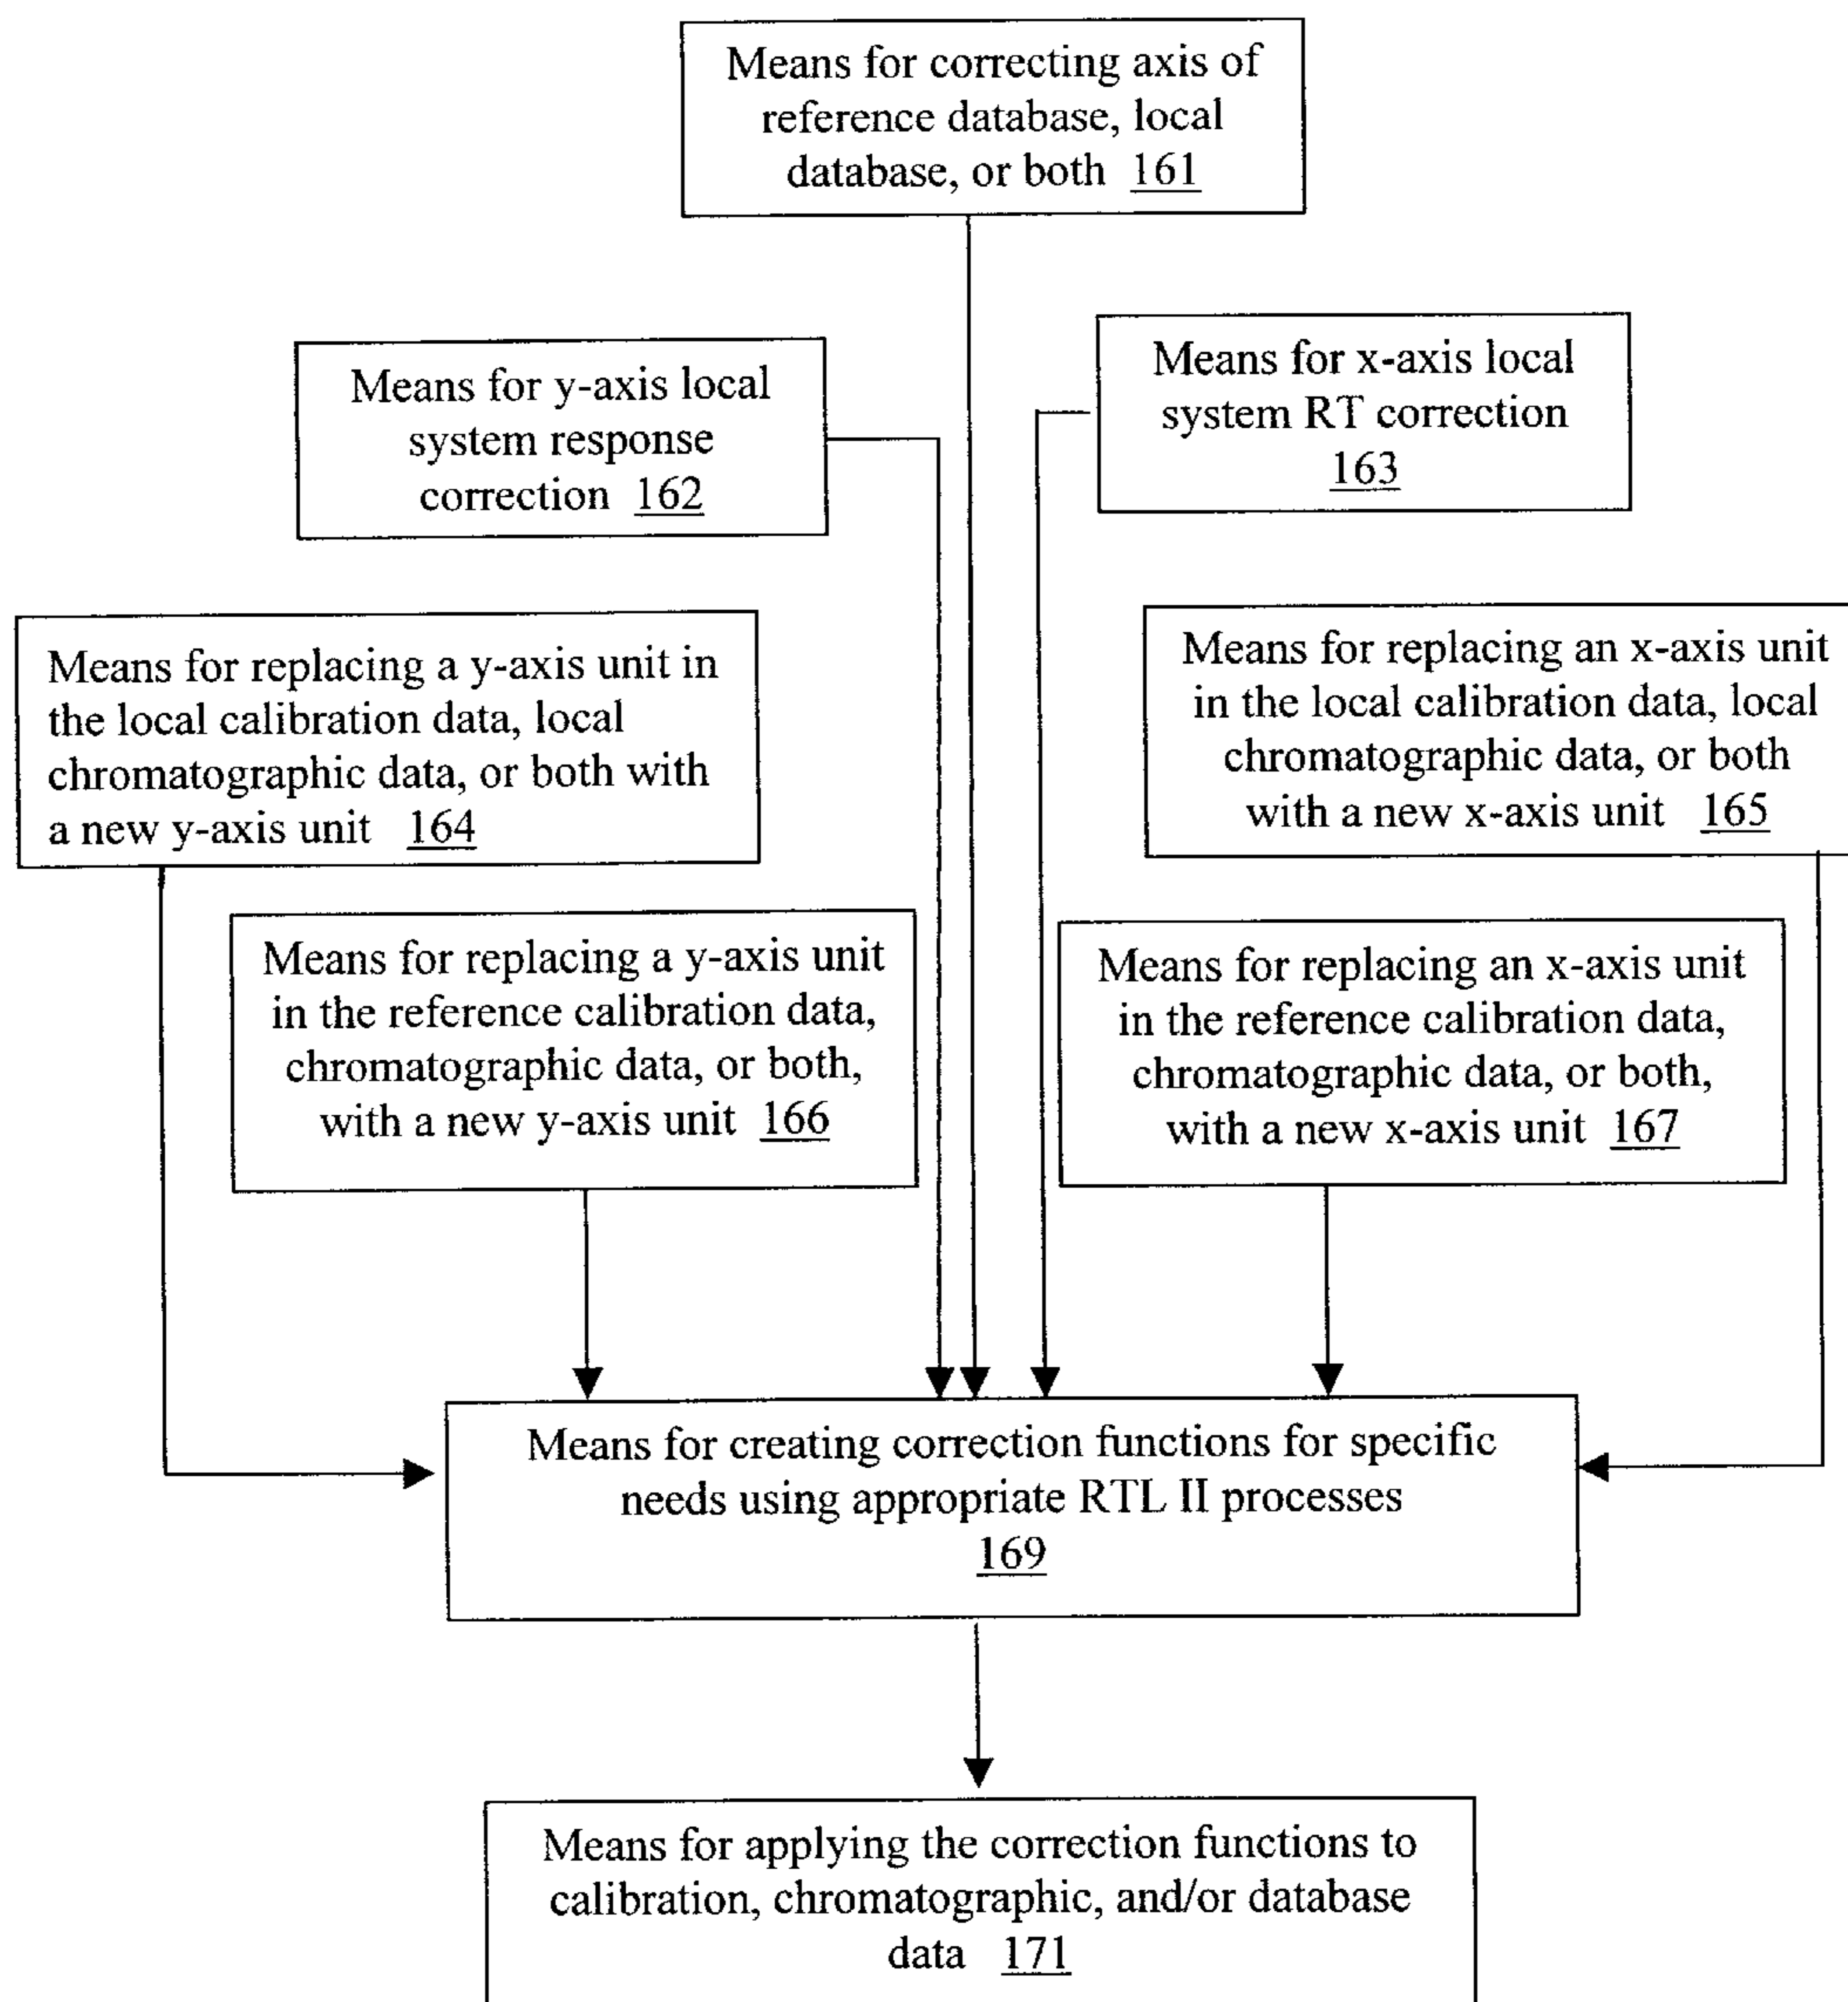 Means for correcting axis of
reference database, local
database, or both 161
Means for y-axis local
system response
correction 162
Means for x-axis local
system RT correction
163
Means for replacing a y-axis unit in
the local calibration data, local
chromatographic data, or both with
a new y-axis unit 164
Means for replacing an x-axis unit
in the local calibration data, local
chromatographic data, or both
with a new x-axis unit 165
Means for replacing a y-axis unit
in the reference calibration data,
chromatographic data, or both,
with a new y-axis unit 166
Means for replacing an x-axis unit
in the reference calibration data,
chromatographic data, or both,
with a new x-axis unit 167
Means for creating correction functions for specific
needs using appropriate RTL II processes
169
Means for applying the correction functions to
calibration, chromatographic, and/or database
data 171